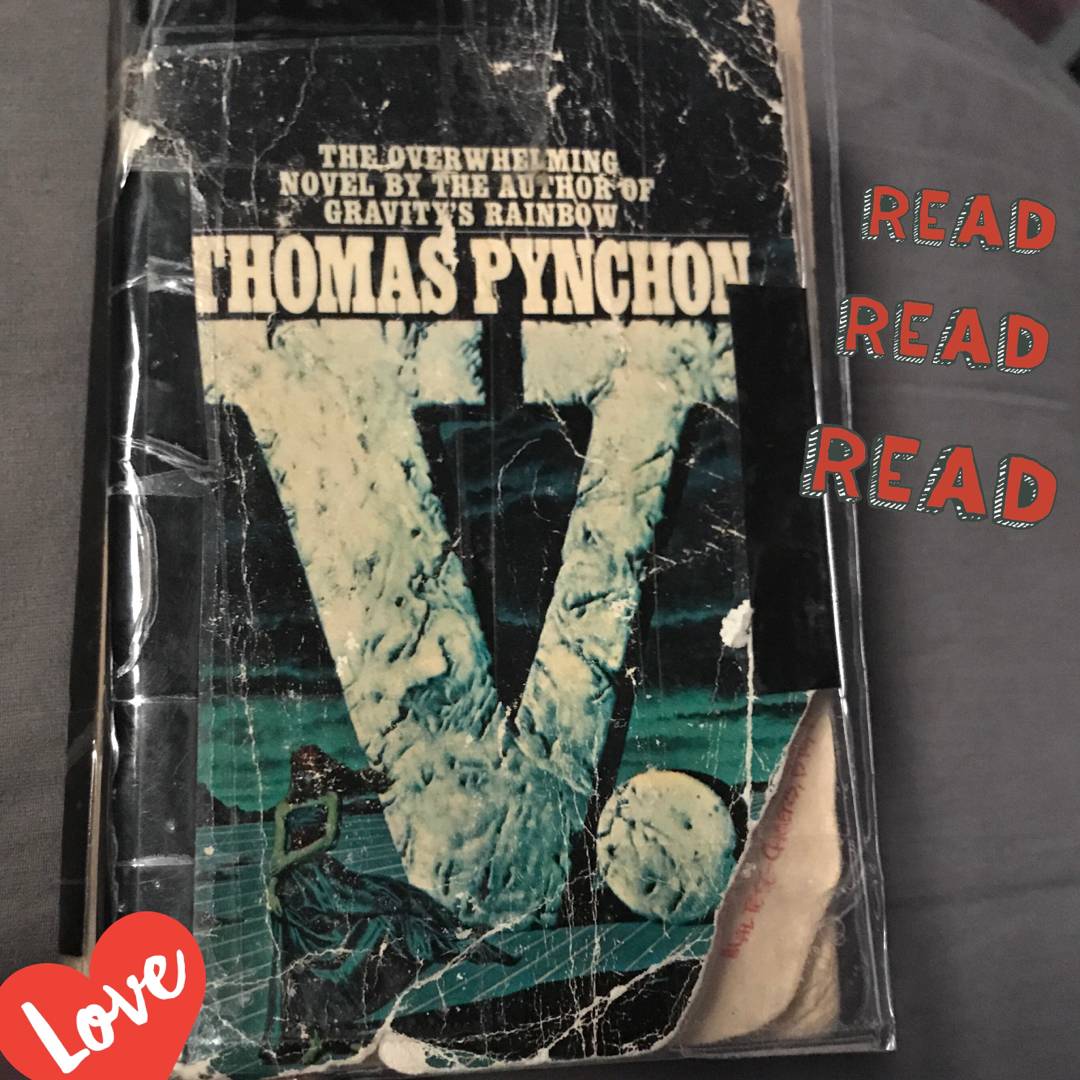 THE OVERWHELMING
NOVEL BY THE AUTHOR OF
GRAVITY'S RAINBOW
THOMAS PYNCHON
V.
READ
READ
READ
Love